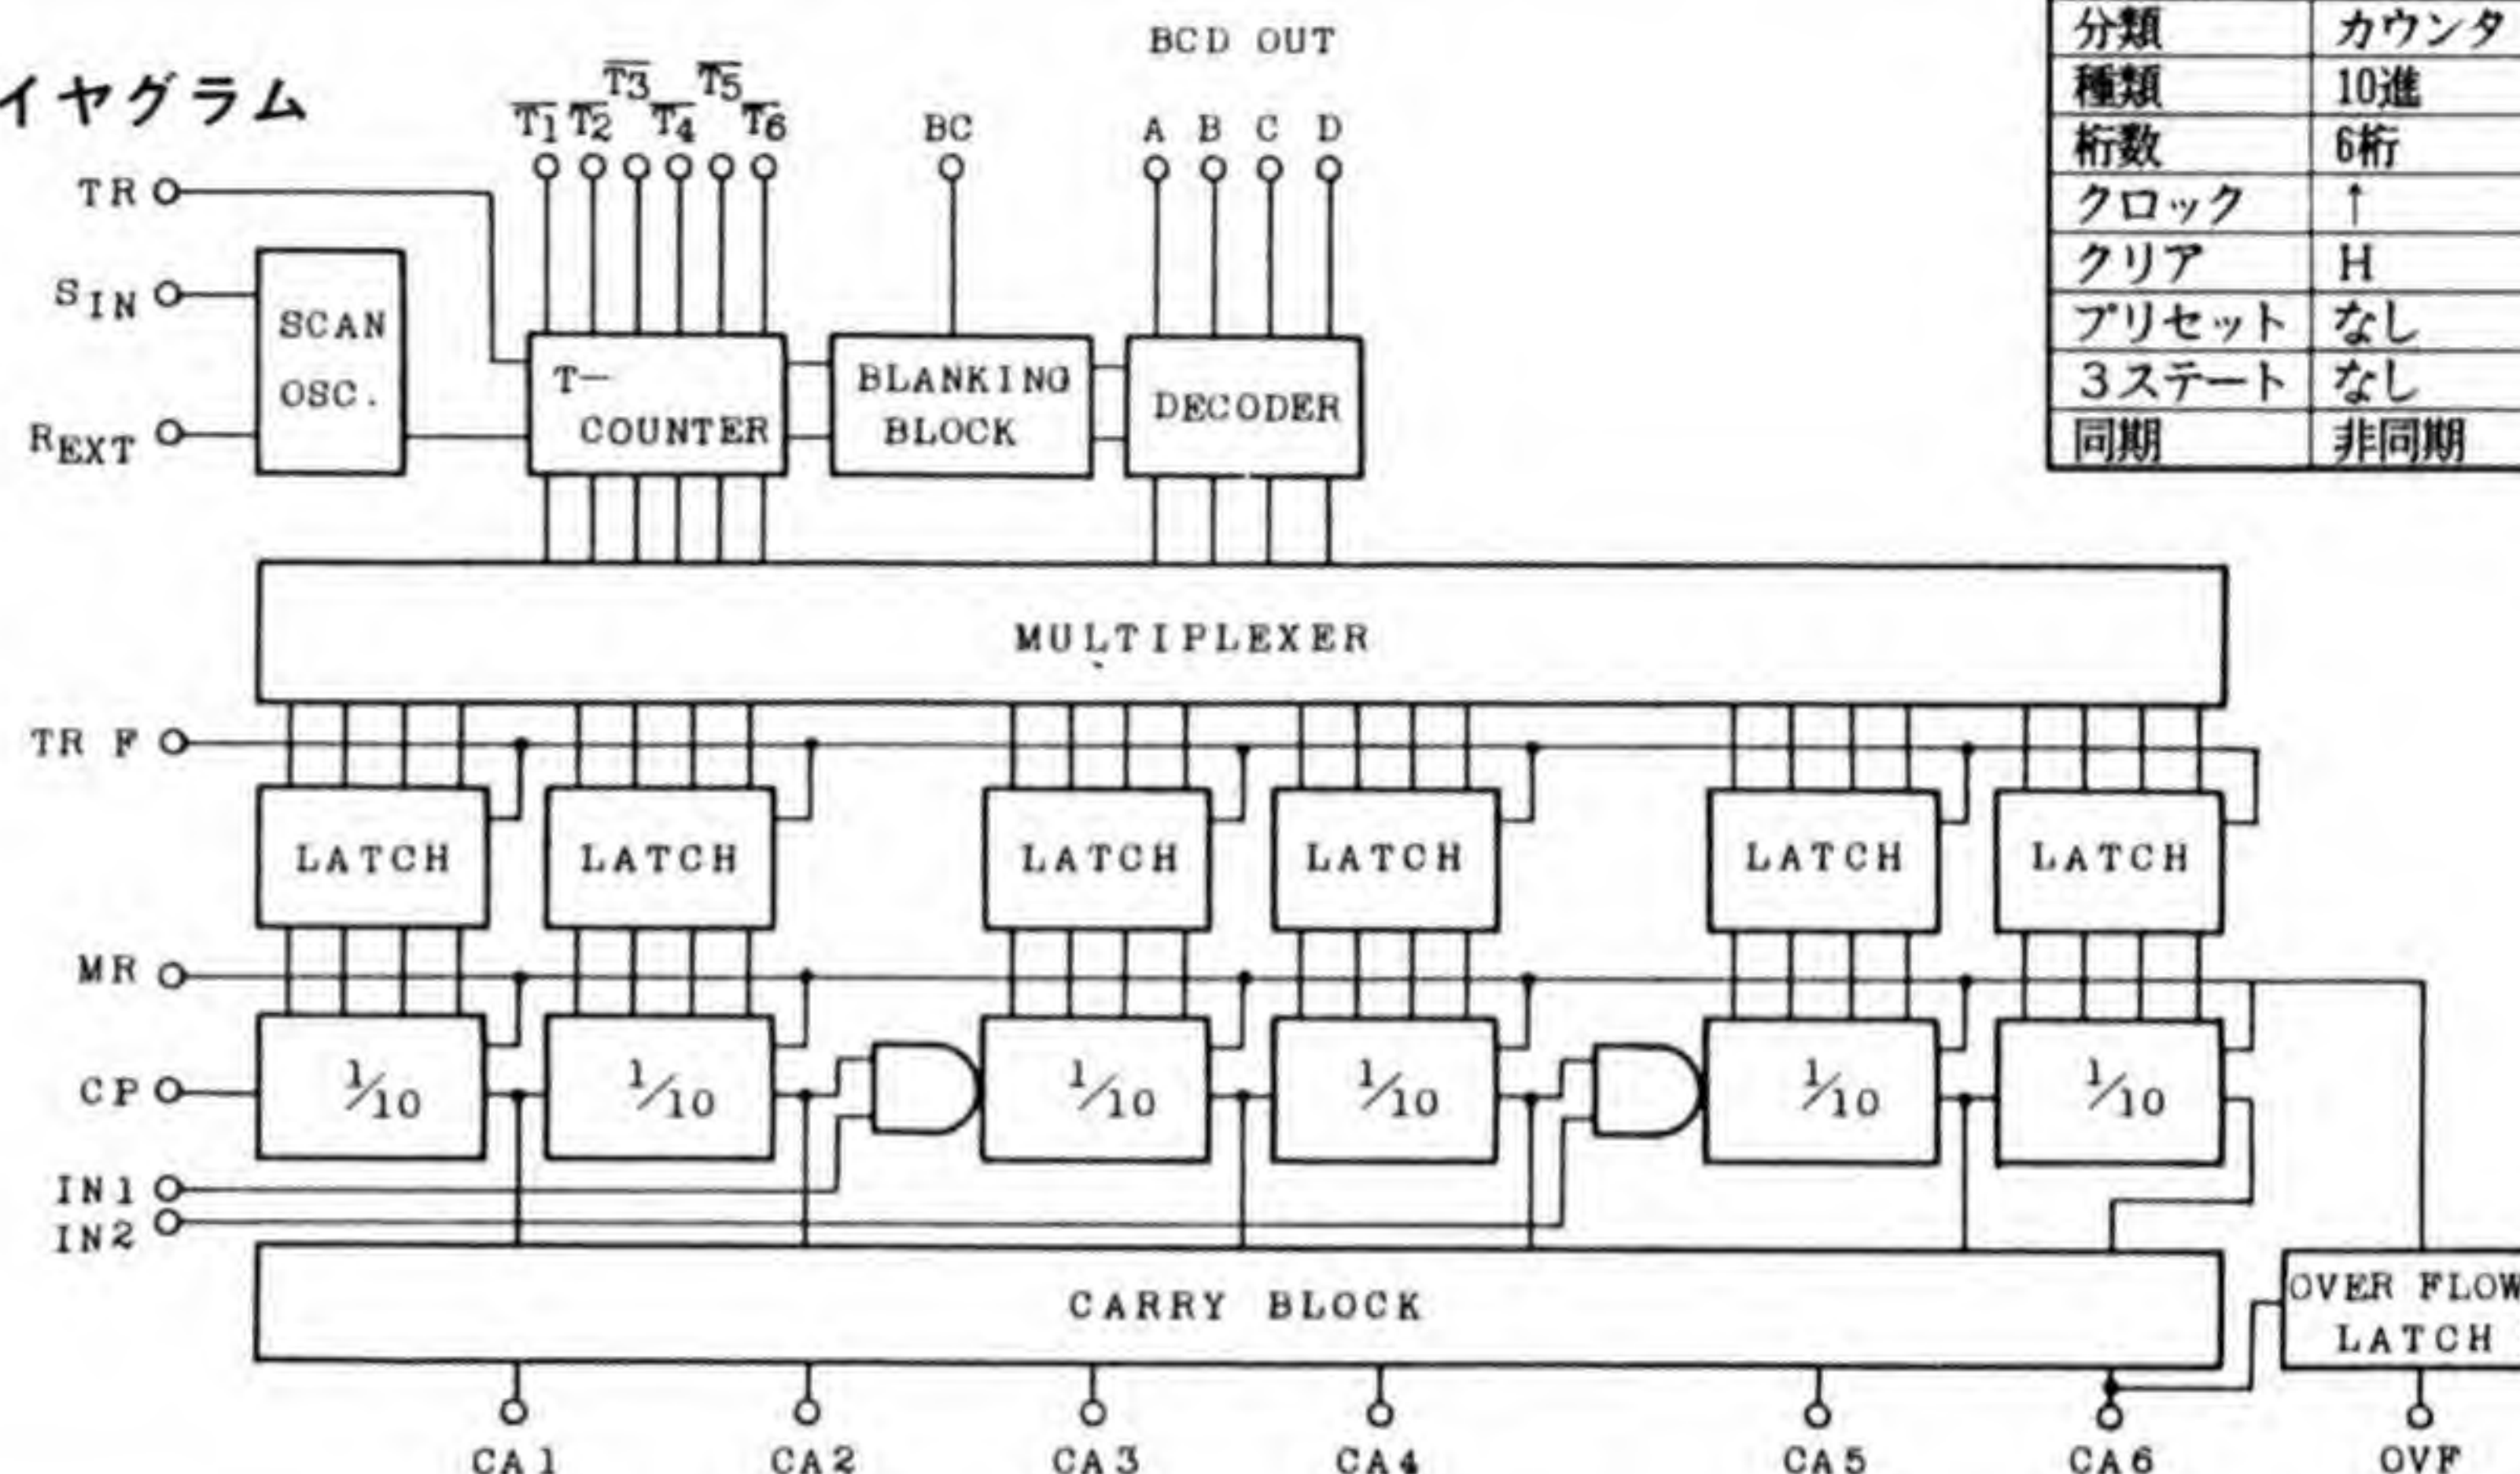 イヤグラム
BCD OUT
T1 T2 T3 T4 T5 T6
BC
A B C D
TR
SIN
REXT
SCAN
OSC.
T-
COUNTER
BLANKING
BLOCK
DECODER
分類 カウンタ
種類 10進
桁数 6桁
クロック ↑
クリア H
プリセット なし
3ステート なし
同期 非同期
MULTIPLEXER
TR F
LATCH LATCH LATCH LATCH LATCH LATCH
MR
CP
1/10 1/10 1/10 1/10 1/10 1/10
IN1
IN2
CARRY BLOCK
OVER FLOW
LATCH
CA1 CA2 CA3 CA4 CA5 CA6 OVF